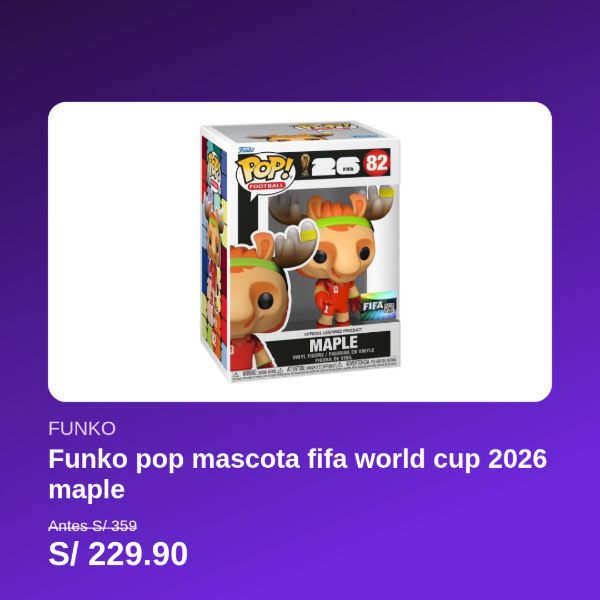 Funko
POP!
FOOTBALL
26
FIFA
82
POP!
FIFA
OFFICIAL LICENSED PRODUCT
MAPLE
VINYL FIGURE / FIGURINE EN VINYLE
FIGURA DE VINIL
FUNKO
Funko pop mascota fifa world cup 2026
maple
Antes S/ 359
S/ 229.90